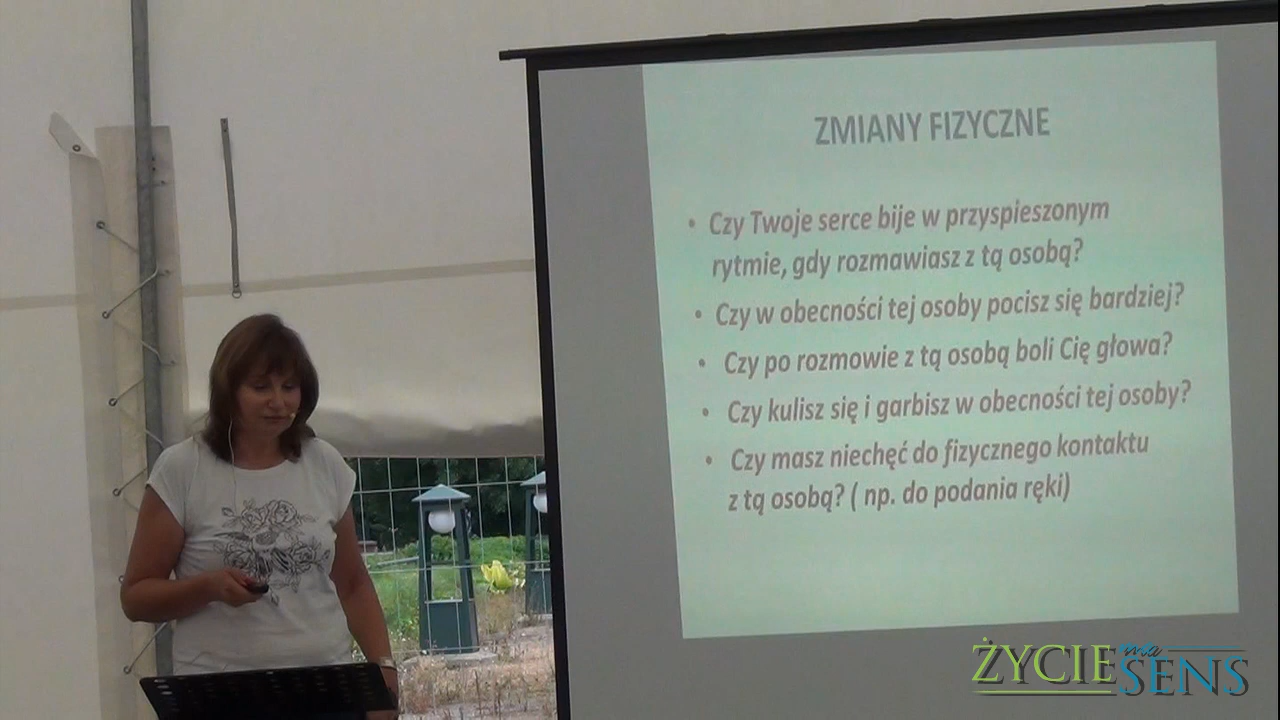 ZMIANY FIZYCZNE
• Czy Twoje serce bije w przyspieszonym
rytmie, gdy rozmawiasz z tą osobą?
• Czy w obecności tej osoby pocisz się bardziej?
• Czy po rozmowie z tą osobą boli Cię głowa?
• Czy kulisz się i garbisz w obecności tej osoby?
• Czy masz niechęć do fizycznego kontaktu
z tą osobą? ( np. do podania ręki)
ŻYCIE ma
SENS